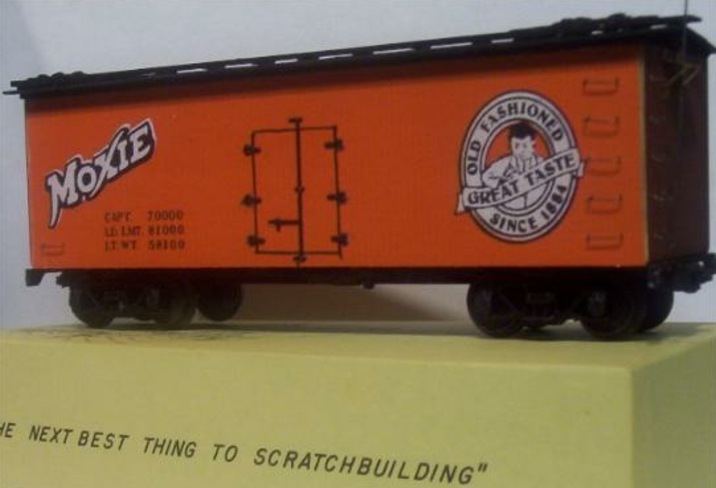 MOXIE
CAPY. 70000
LD. LMT. 81000
LT. WT. 58100
OLD FASHIONED
GREAT TASTE
SINCE 1884
HE NEXT BEST THING TO SCRATCHBUILDING"